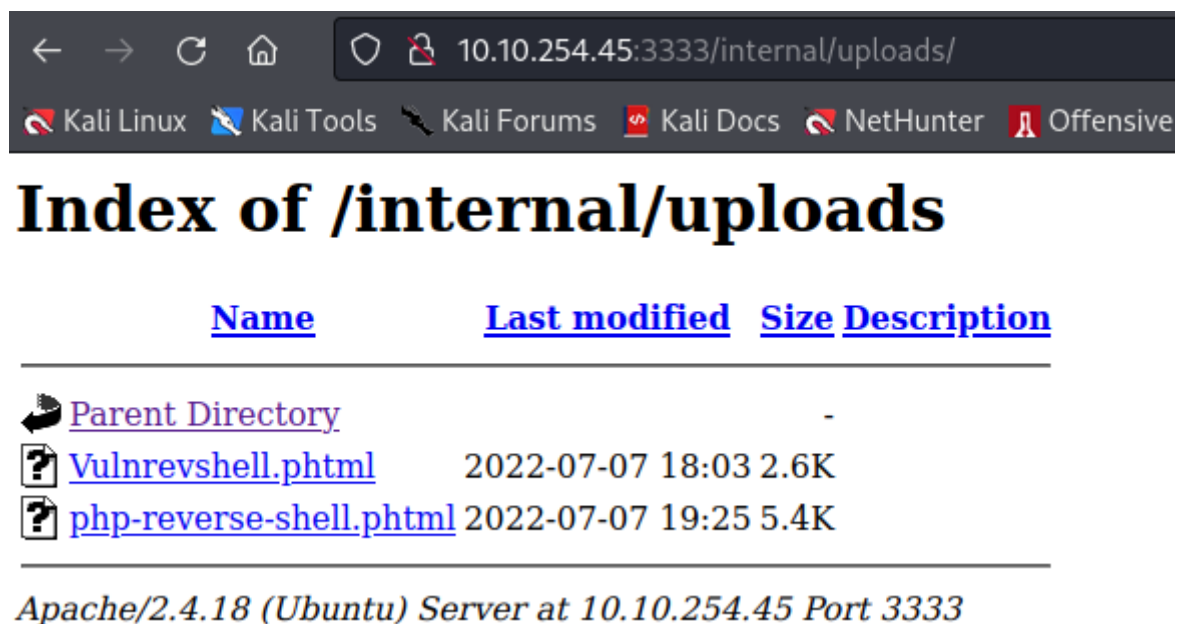 10.10.254.45:3333/internal/uploads/
Kali Linux Kali Tools Kali Forums Kali Docs NetHunter Offensive
Index of /internal/uploads
Name Last modified Size Description
Parent Directory -
Vulnrevshell.phtml 2022-07-07 18:03 2.6K
php-reverse-shell.phtml 2022-07-07 19:25 5.4K
Apache/2.4.18 (Ubuntu) Server at 10.10.254.45 Port 3333